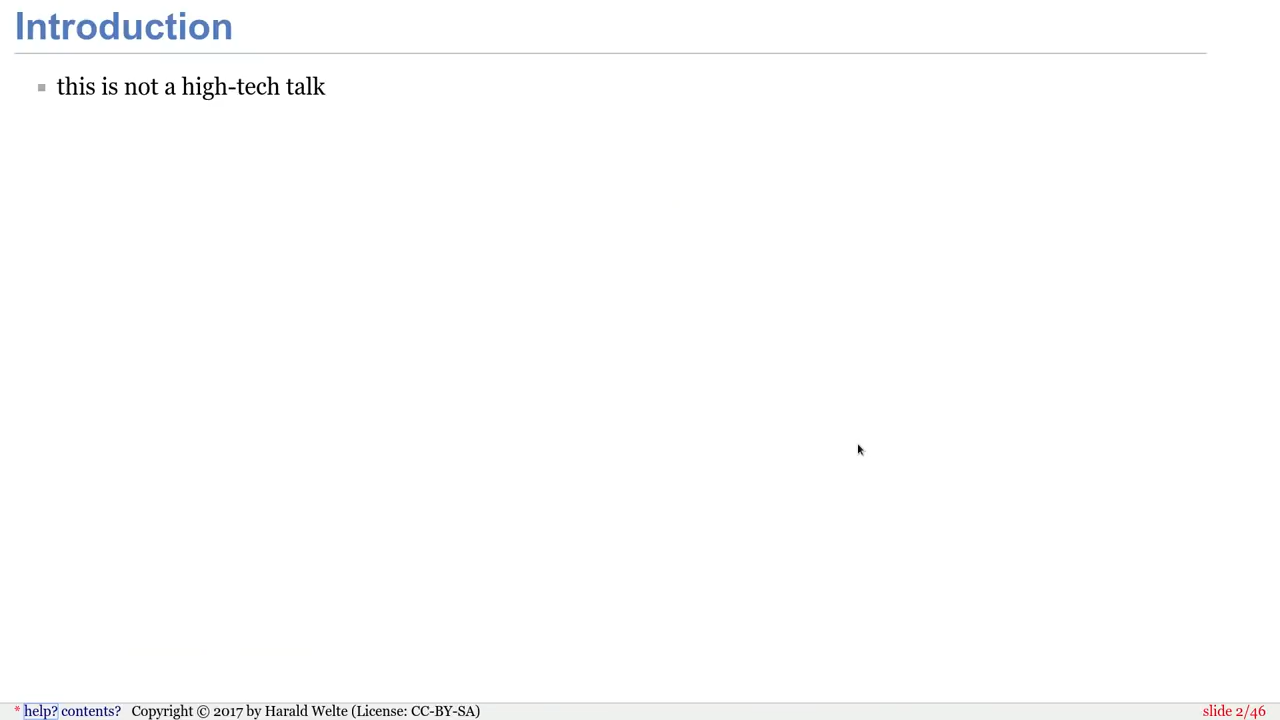 Introduction
this is not a high-tech talk
* help? contents? Copyright © 2017 by Harald Welte (License: CC-BY-SA) slide 2/46